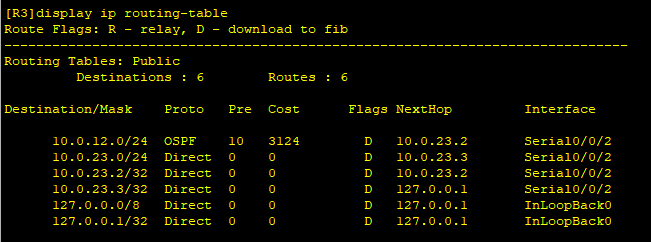 [R3]display ip routing-table
Route Flags: R - relay, D - download to fib
------------------------------------------------------------------------------
Routing Tables: Public
         Destinations : 6        Routes : 6

Destination/Mask    Proto   Pre  Cost      Flags NextHop         Interface

      10.0.12.0/24  OSPF    10   3124        D   10.0.23.2       Serial0/0/2
      10.0.23.0/24  Direct  0    0           D   10.0.23.3       Serial0/0/2
      10.0.23.2/32  Direct  0    0           D   10.0.23.2       Serial0/0/2
      10.0.23.3/32  Direct  0    0           D   127.0.0.1       Serial0/0/2
      127.0.0.0/8   Direct  0    0           D   127.0.0.1       InLoopBack0
      127.0.0.1/32  Direct  0    0           D   127.0.0.1       InLoopBack0